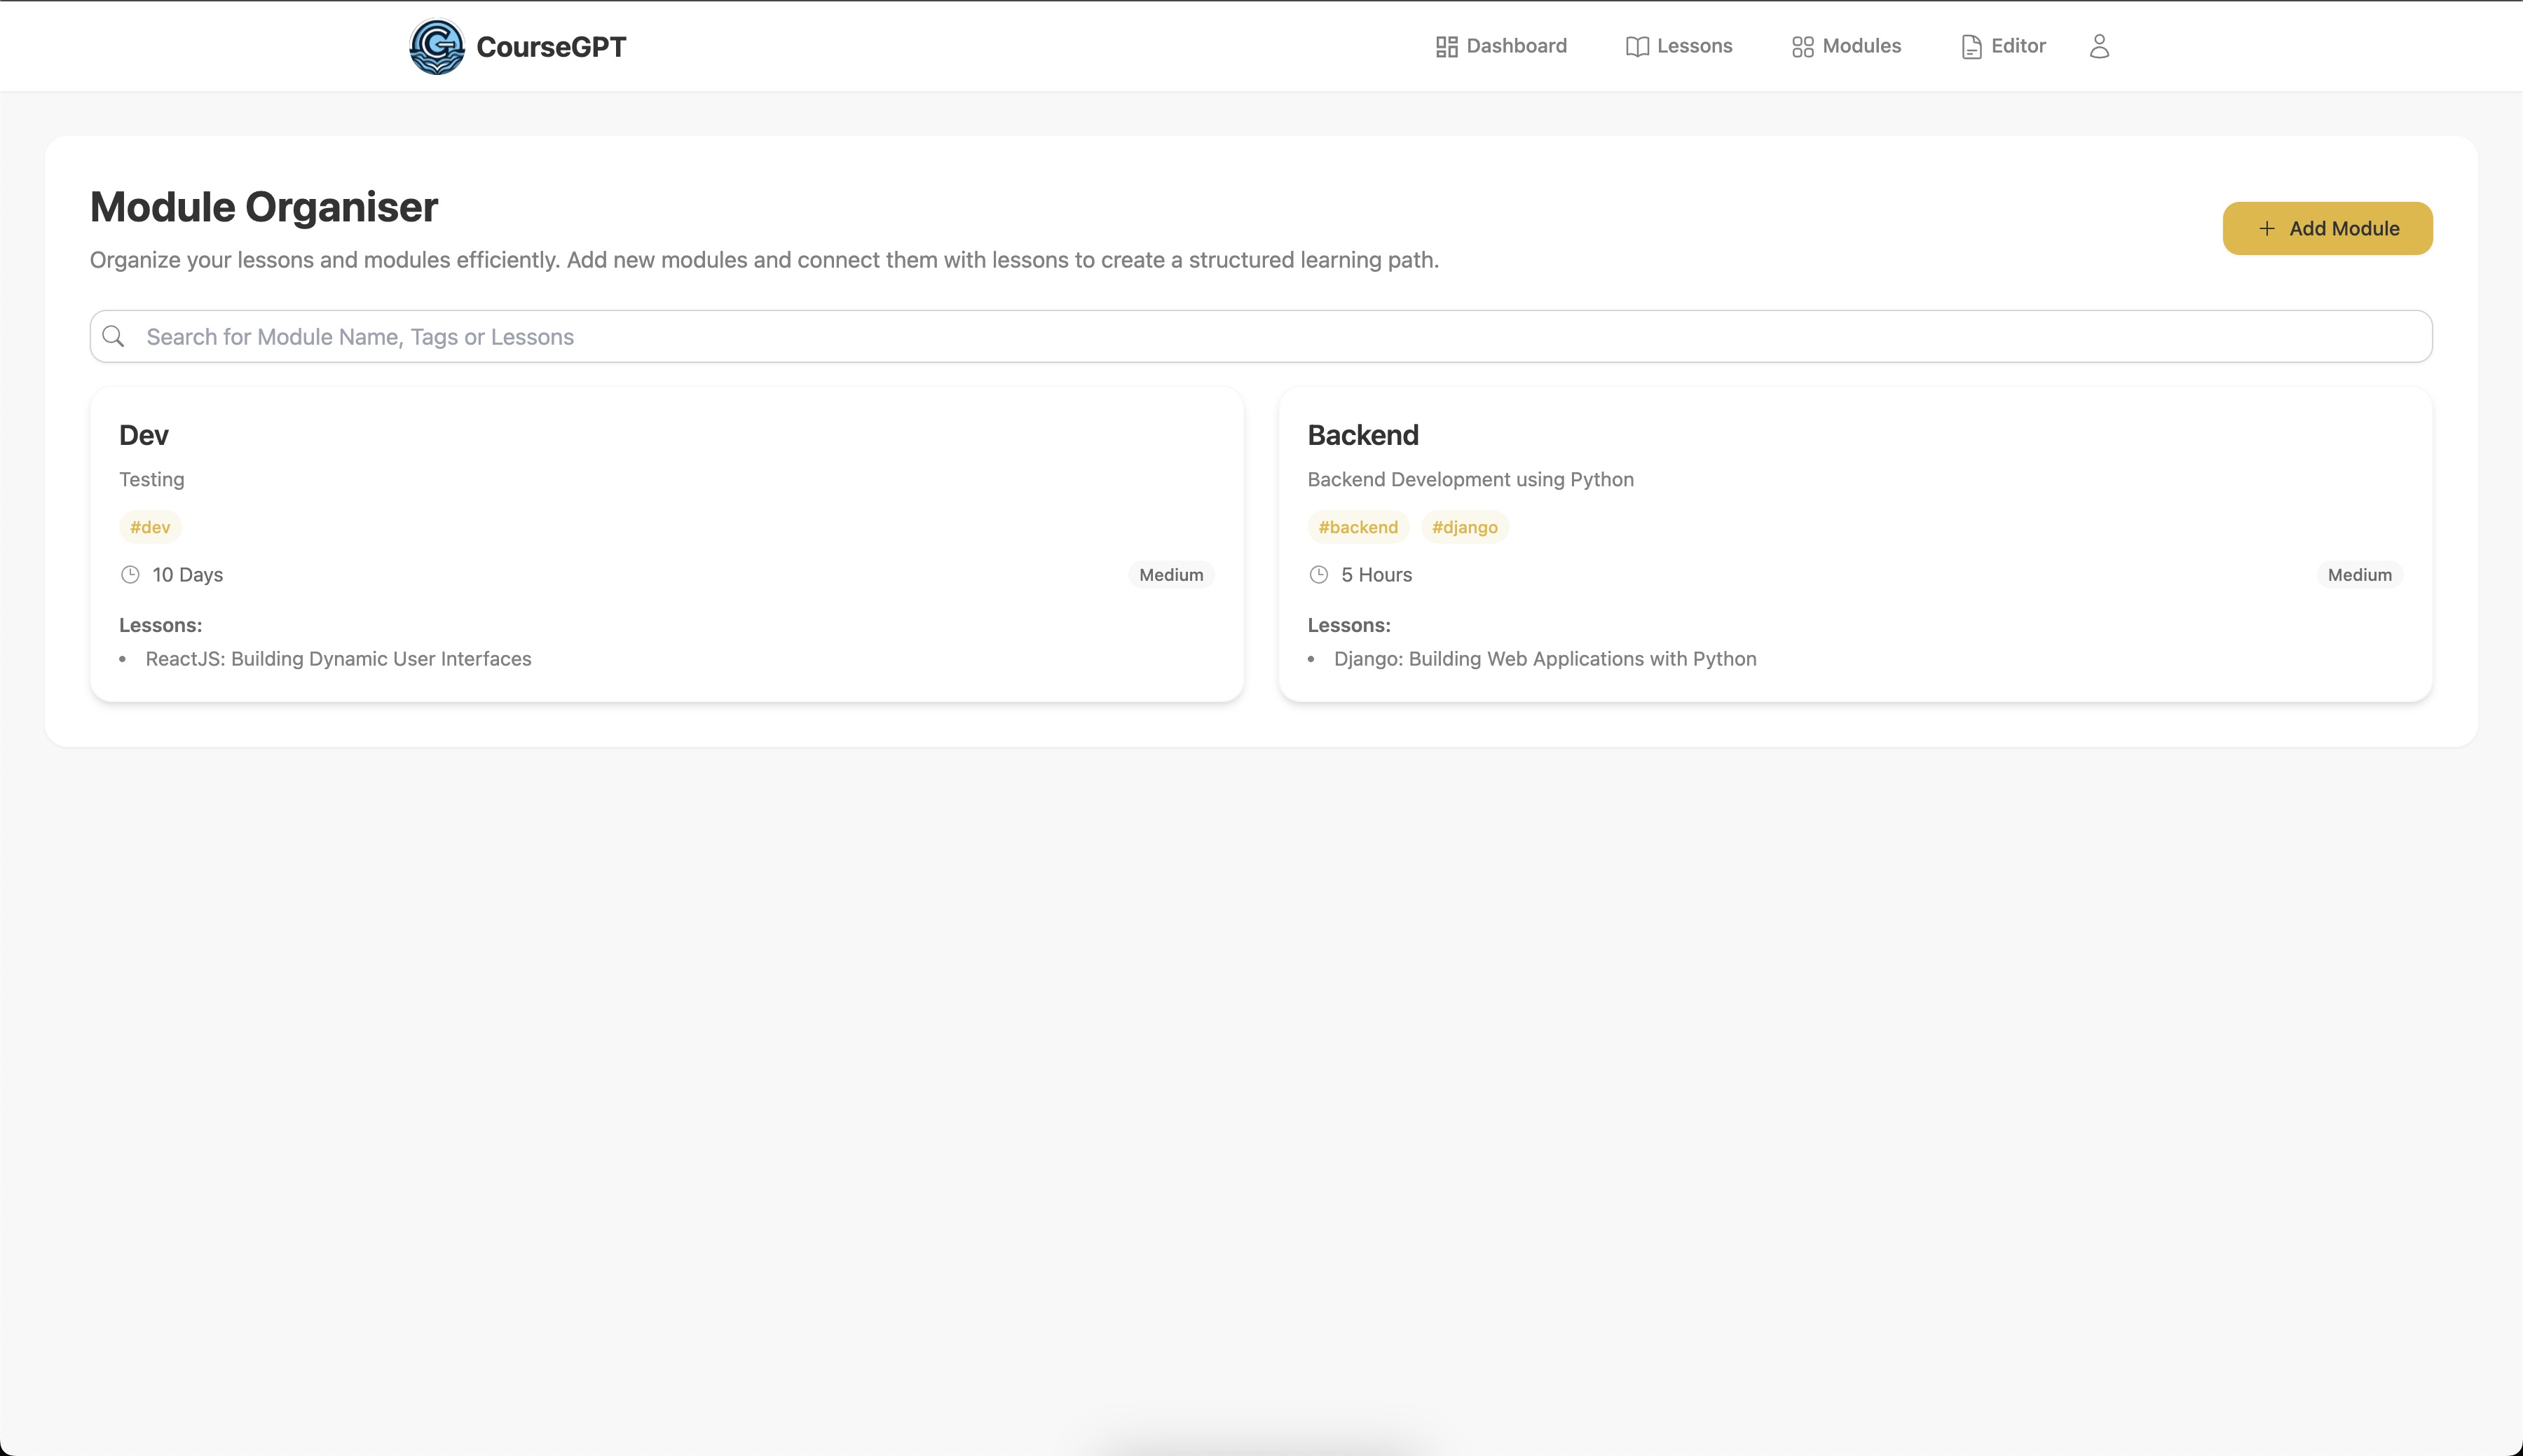 CourseGPT
Dashboard
Lessons
Modules
Editor
Module Organiser
Organize your lessons and modules efficiently. Add new modules and connect them with lessons to create a structured learning path.
Add Module
Search for Module Name, Tags or Lessons
Dev
Testing
#dev
10 Days
Medium
Lessons:
• ReactJS: Building Dynamic User Interfaces
Backend
Backend Development using Python
#backend #django
5 Hours
Medium
Lessons:
• Django: Building Web Applications with Python